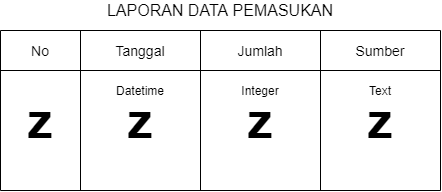 LAPORAN DATA PEMASUKAN
No Tanggal Jumlah Sumber
Datetime Integer Text
Z Z Z Z